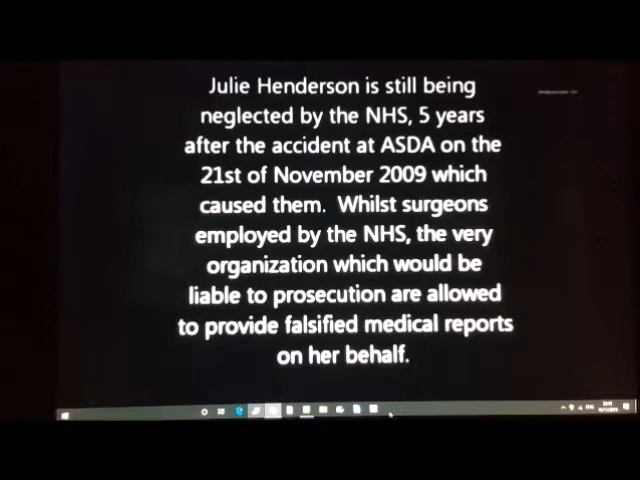 Julie Henderson is still being
neglected by the NHS, 5 years
after the accident at ASDA on the
21st of November 2009 which
caused them. Whilst surgeons
employed by the NHS, the very
organization which would be
liable to prosecution are allowed
to provide falsified medical reports
on her behalf.